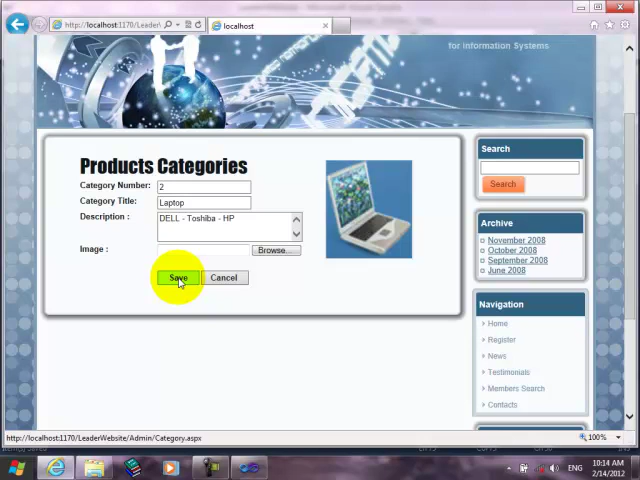 http://localhost:1170/Leader
localhost
for Information Systems
Products Categories
Category Number:
2
Category Title:
Laptop
Description :
DELL - Toshiba - HP
Image :
Browse...
Save
Cancel
Search
Search
Archive
November 2008
October 2008
September 2008
June 2008
Navigation
Home
Register
News
Testimonials
Members Search
Contacts
http://localhost:1170/LeaderWebsite/Admin/Category.aspx
100%
ENG
10:14 AM
2/14/2012